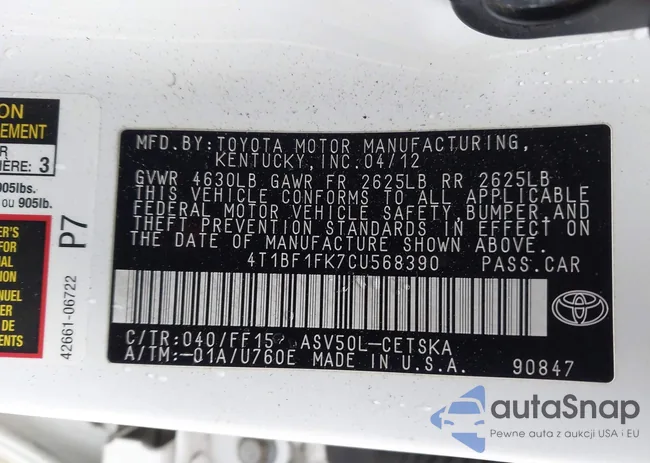 ON
EMENT
R
HERE: 3
905lbs.
ou 905lb.
P7
42661-06722
MFD.BY: TOYOTA MOTOR MANUFACTURING,
KENTUCKY, INC. 04/12
GVWR 4630LB GAWR FR 2625LB RR 2625LB
THIS VEHICLE CONFORMS TO ALL APPLICABLE
FEDERAL MOTOR VEHICLE SAFETY, BUMPER, AND
THEFT PREVENTION STANDARDS IN EFFECT ON
THE DATE OF MANUFACTURE SHOWN ABOVE.
4T1BF1FK7CU568390 PASS.CAR
C/TR: 040/FF15 ASV50L-CETSKA
A/TM: -01A/U760E MADE IN U.S.A. 90847
autaSnap
Pewne auta z aukcji USA i EU